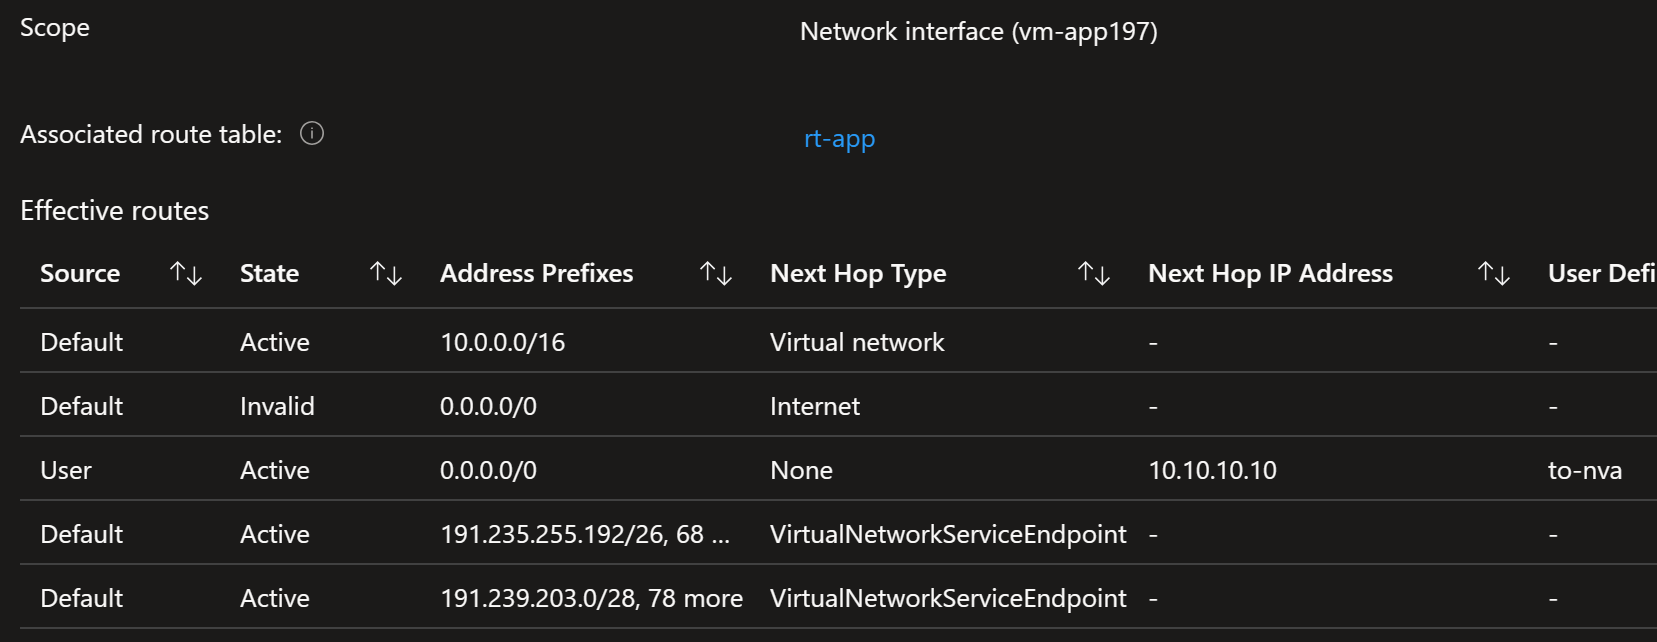 Scope Network interface (vm-app197)
Associated route table: rt-app
Effective routes
Source State Address Prefixes Next Hop Type Next Hop IP Address User Defi
Default Active 10.0.0.0/16 Virtual network - -
Default Invalid 0.0.0.0/0 Internet - -
User Active 0.0.0.0/0 None 10.10.10.10 to-nva
Default Active 191.235.255.192/26, 68 ... VirtualNetworkServiceEndpoint - -
Default Active 191.239.203.0/28, 78 more VirtualNetworkServiceEndpoint - -